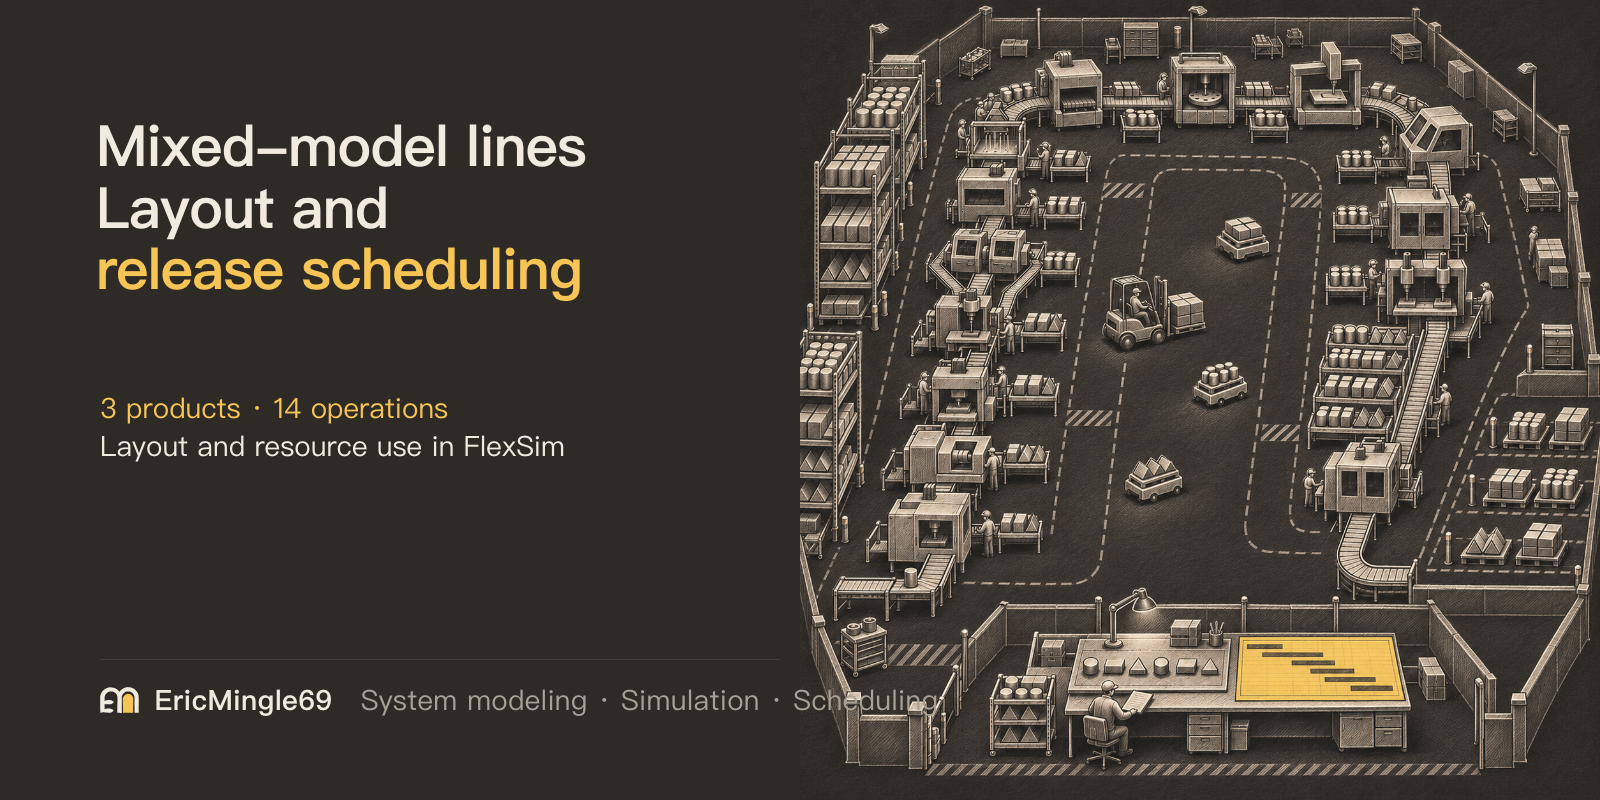 Mixed–model lines
Layout and
release scheduling
3 products · 14 operations
Layout and resource use in FlexSim
EricMingle69 System modeling · Simulation · Scheduling